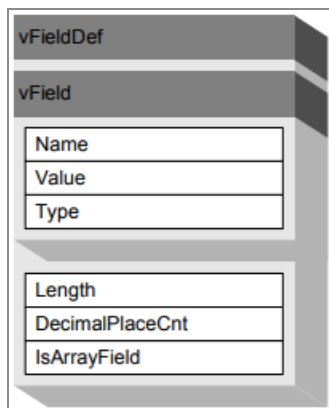 vFieldDef
vField
Name
Value
Type
Length
DecimalPlaceCnt
IsArrayField